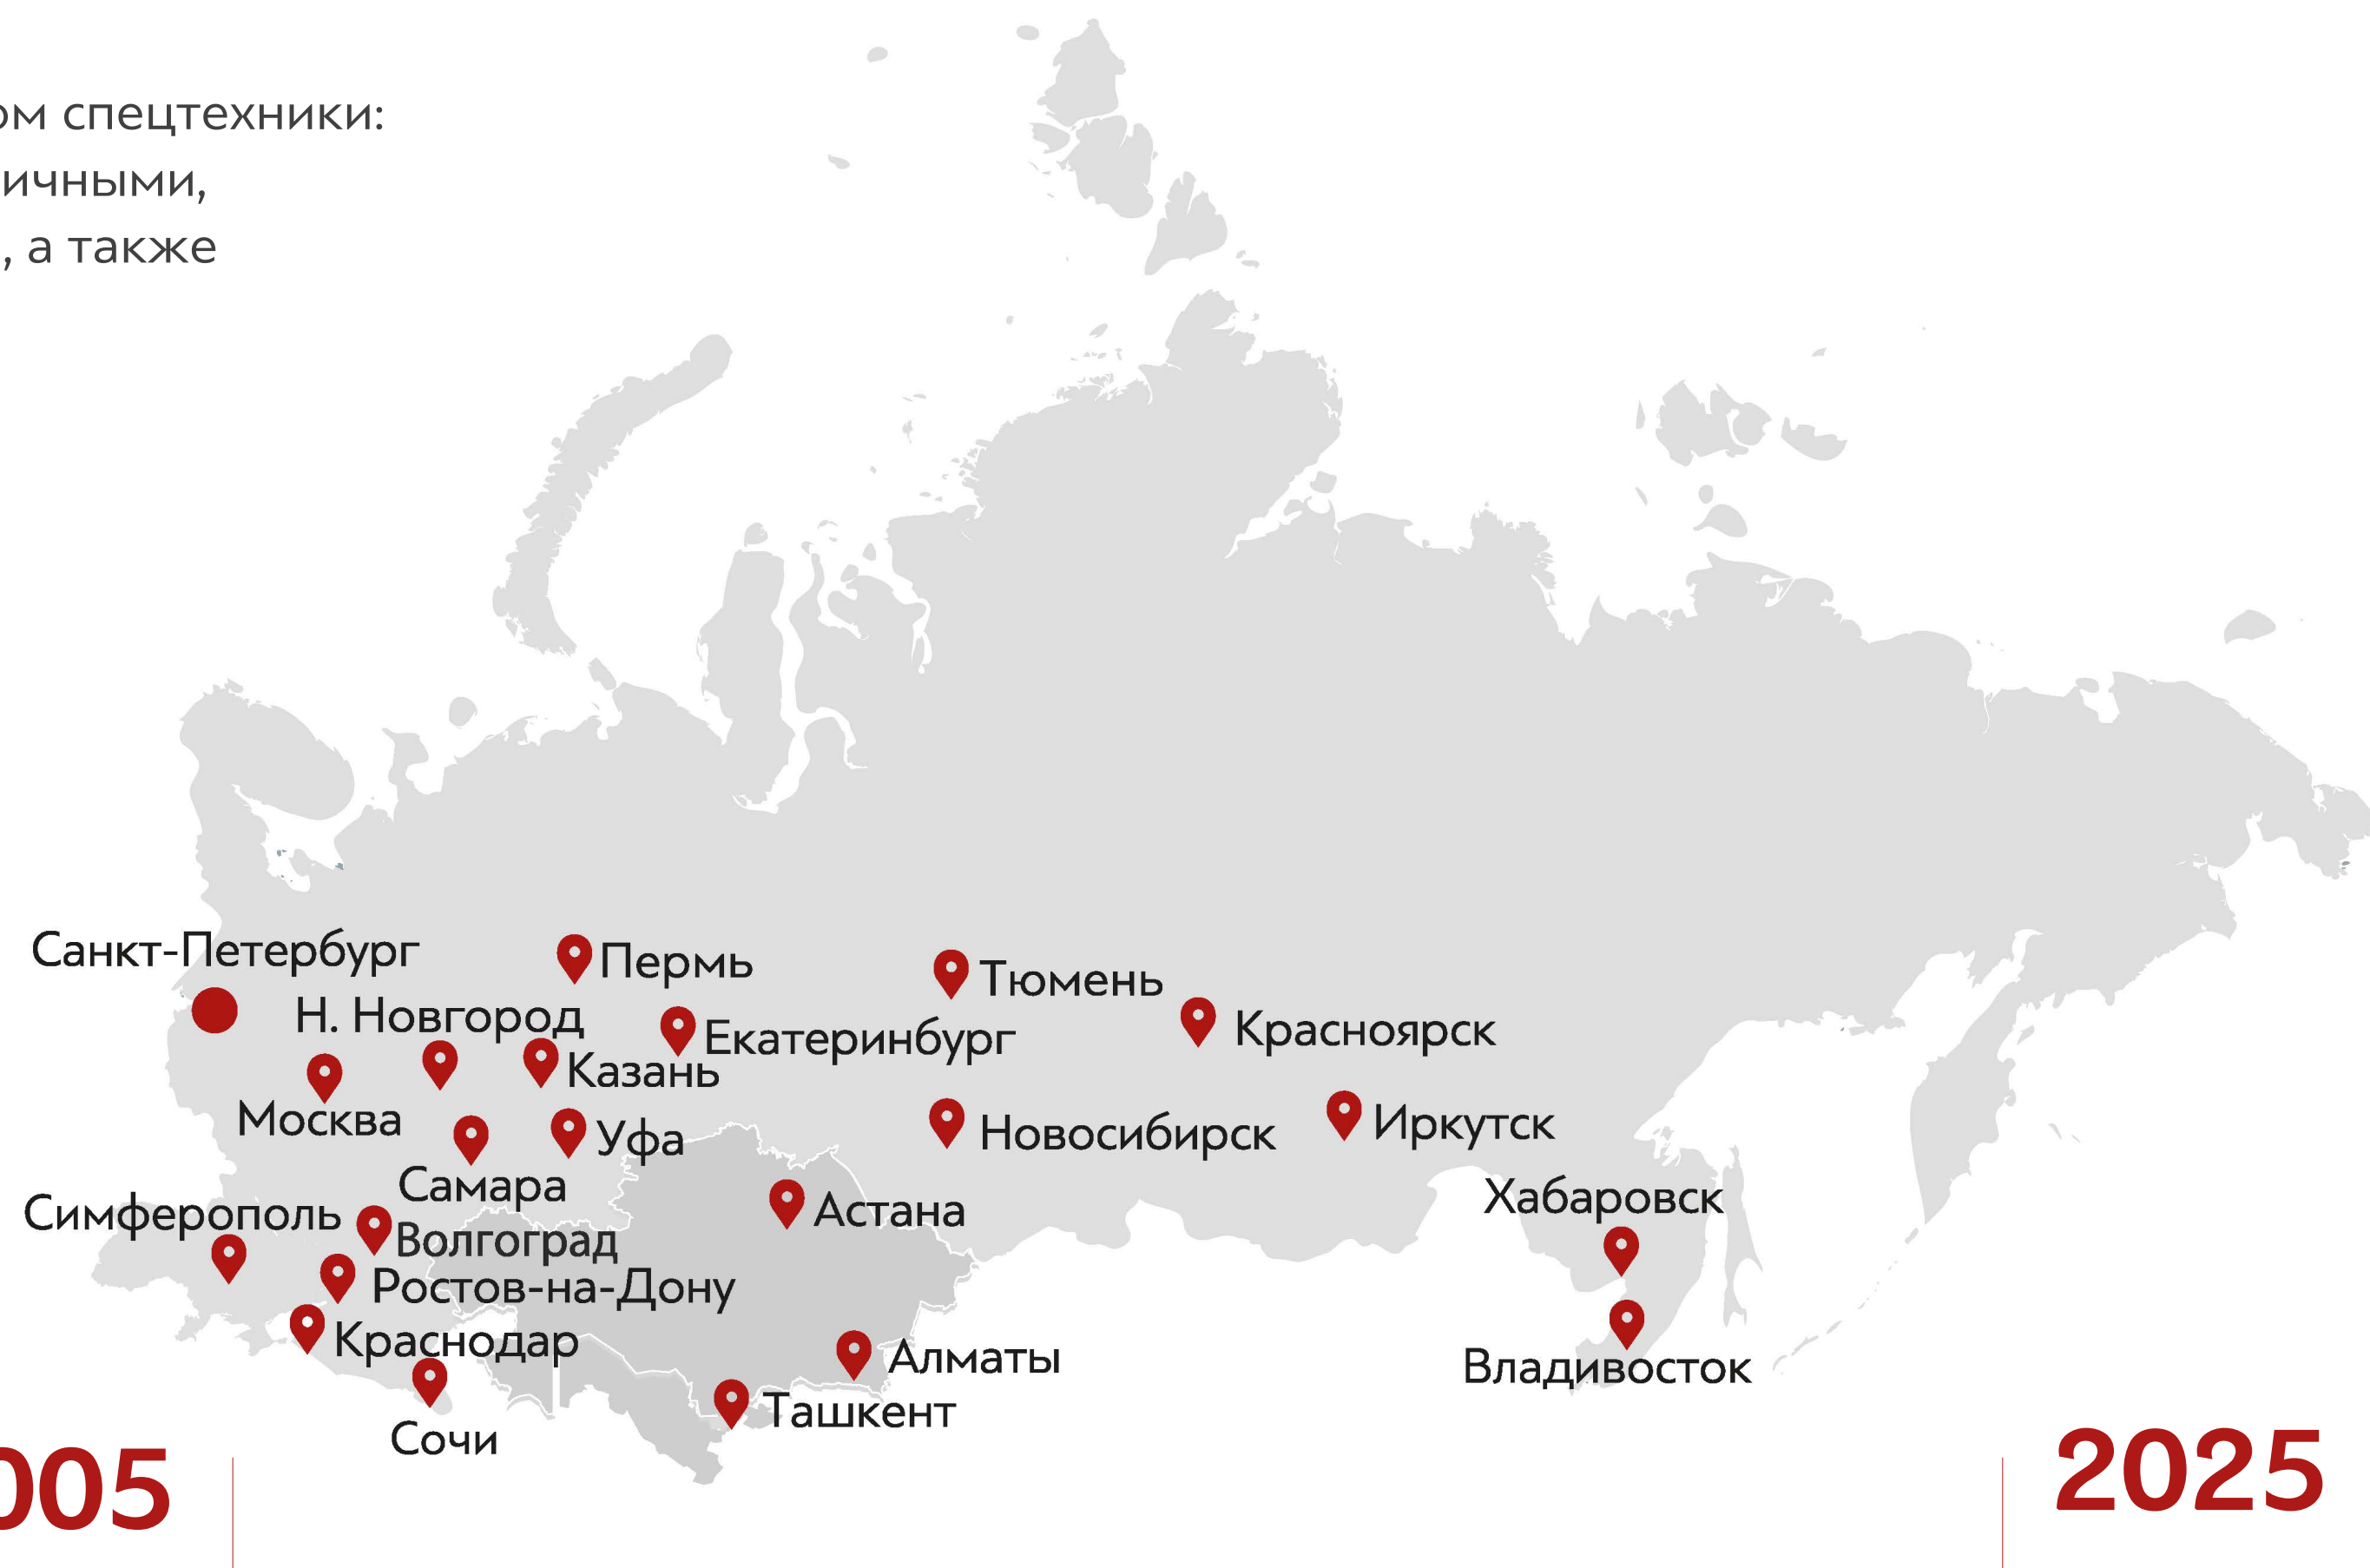 ом спецтехники:
ичными,
, а также
Санкт-Петербург
Пермь
Тюмень
Н. Новгород
Екатеринбург
Красноярск
Казань
Москва
Уфа
Новосибирск
Иркутск
Самара
Хабаровск
Симферополь
Астана
Волгоград
Ростов-на-Дону
Краснодар
Алматы
Владивосток
Ташкент
Сочи
005
2025